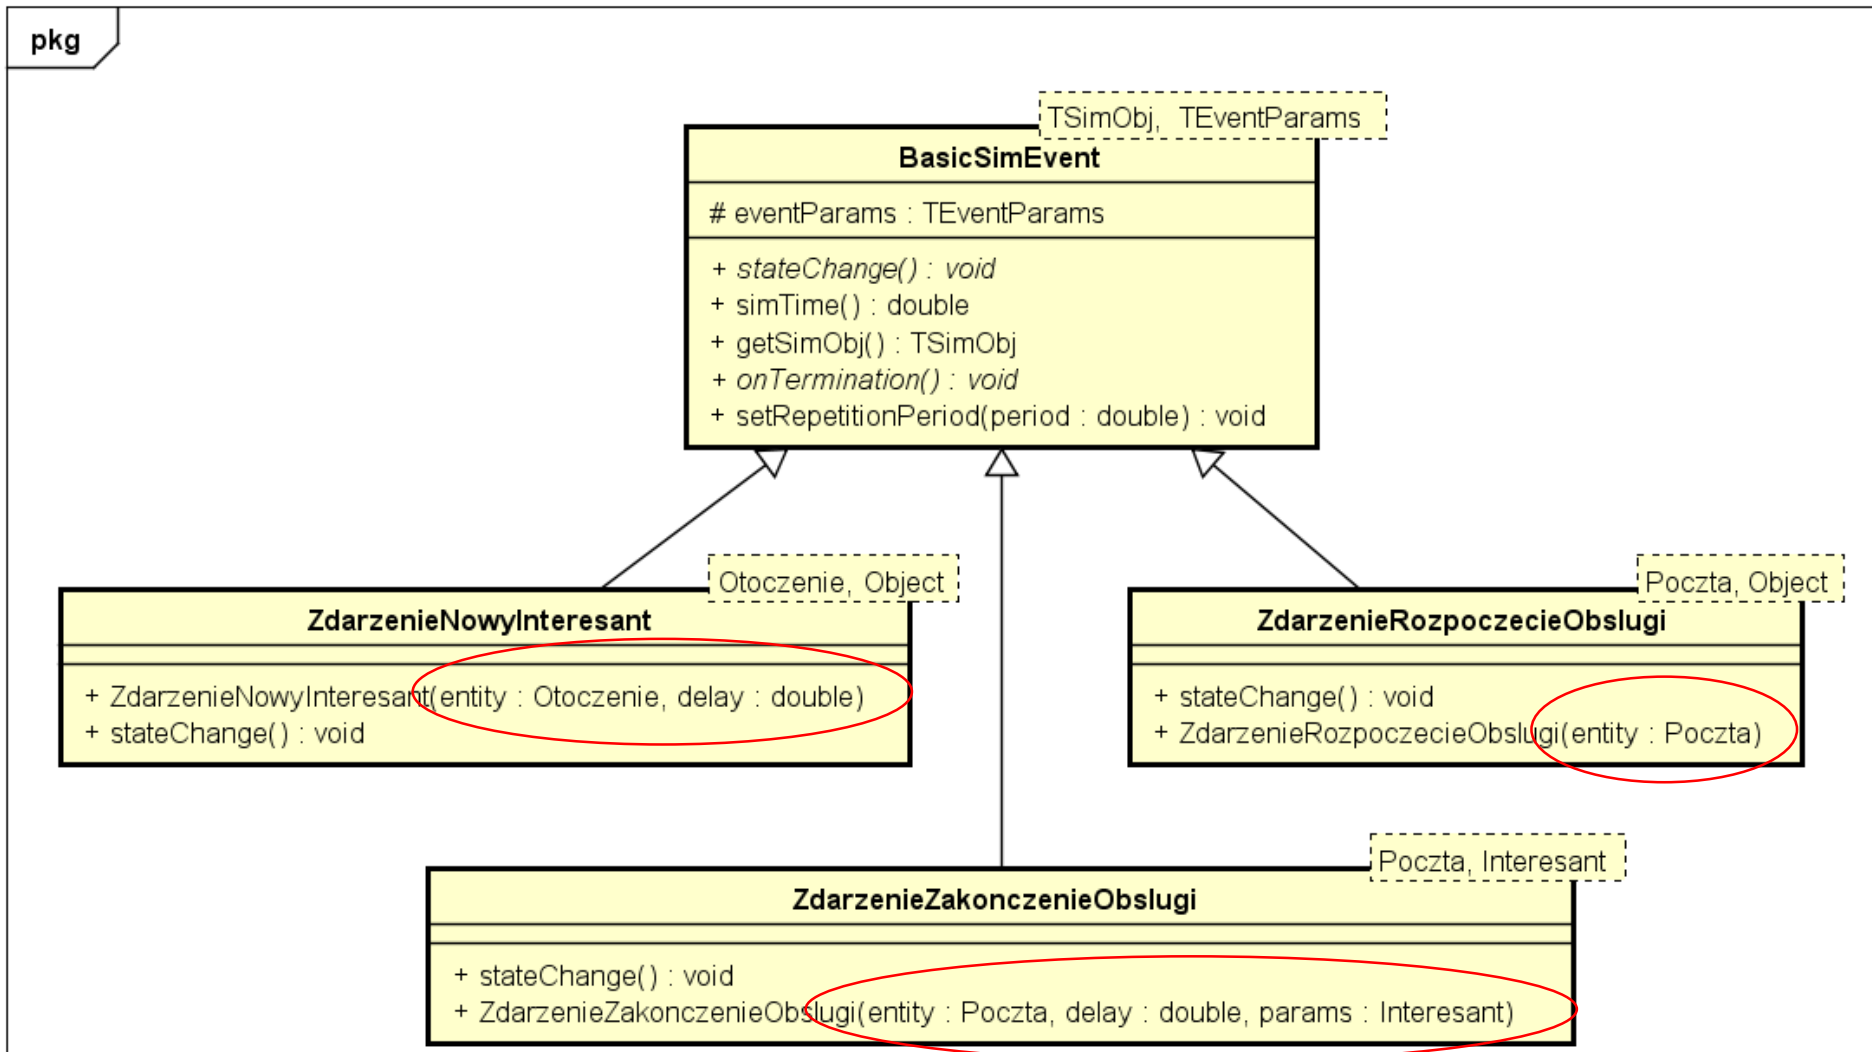 pkg
TSimObj, TEventParams
BasicSimEvent
# eventParams : TEventParams
+ stateChange() : void
+ simTime() : double
+ getSimObj() : TSimObj
+ onTermination() : void
+ setRepetitionPeriod(period : double) : void
Otoczenie, Object
ZdarzenieNowyInteresant
+ ZdarzenieNowyInteresant(entity : Otoczenie, delay : double)
+ stateChange() : void
Poczta, Object
ZdarzenieRozpoczecieObslugi
+ stateChange() : void
+ ZdarzenieRozpoczecieObslugi(entity : Poczta)
Poczta, Interesant
ZdarzenieZakonczenieObslugi
+ stateChange() : void
+ ZdarzenieZakonczenieObslugi(entity : Poczta, delay : double, params : Interesant)